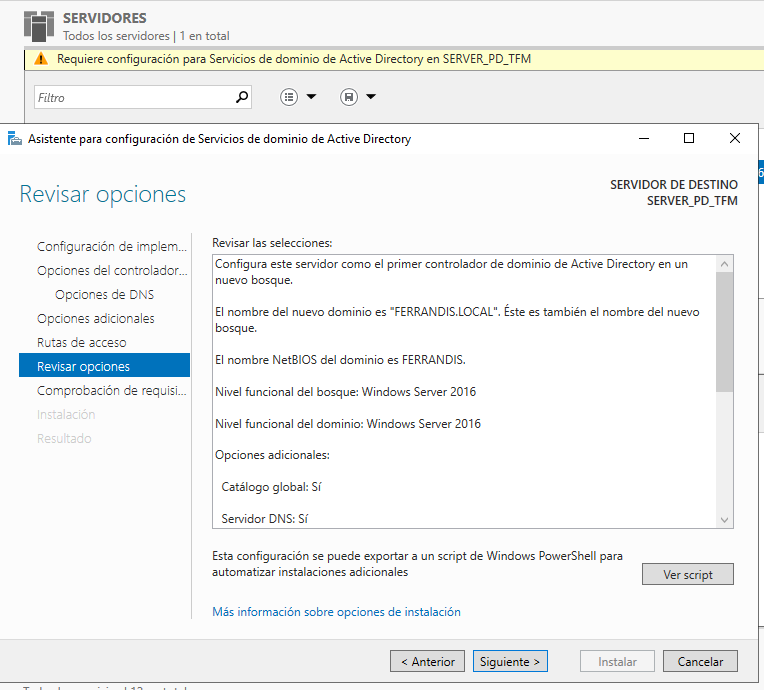 SERVIDORES
Todos los servidores | 1 en total
Requiere configuración para Servicios de dominio de Active Directory en SERVER_PD_TFM
Filtro
Asistente para configuración de Servicios de dominio de Active Directory
Revisar opciones
SERVIDOR DE DESTINO
SERVER_PD_TFM
Configuración de implem...
Opciones del controlador...
Opciones de DNS
Opciones adicionales
Rutas de acceso
Revisar opciones
Comprobación de requisi...
Instalación
Resultado
Revisar las selecciones:
Configura este servidor como el primer controlador de dominio de Active Directory en un
nuevo bosque.
El nombre del nuevo dominio es "FERRANDIS.LOCAL". Éste es también el nombre del nuevo
bosque.
El nombre NetBIOS del dominio es FERRANDIS.
Nivel funcional del bosque: Windows Server 2016
Nivel funcional del dominio: Windows Server 2016
Opciones adicionales:
Catálogo global: Sí
Servidor DNS: Sí
Esta configuración se puede exportar a un script de Windows PowerShell para
automatizar instalaciones adicionales
Ver script
Más información sobre opciones de instalación
< Anterior
Siguiente >
Instalar
Cancelar